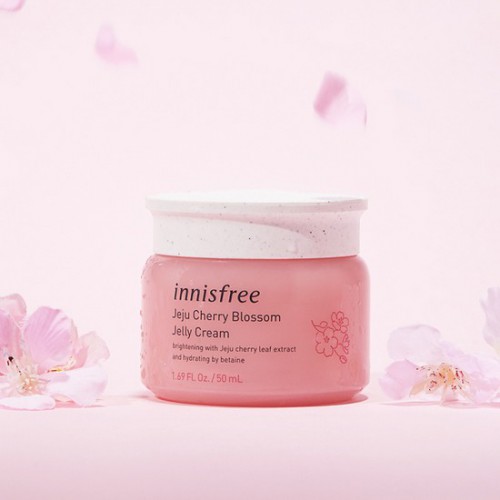 innisfree
Jeju Cherry Blossom
Jelly Cream
brightening with Jeju cherry leaf extract
and hydrating by betaine
1.69 FL Oz. / 50 mL